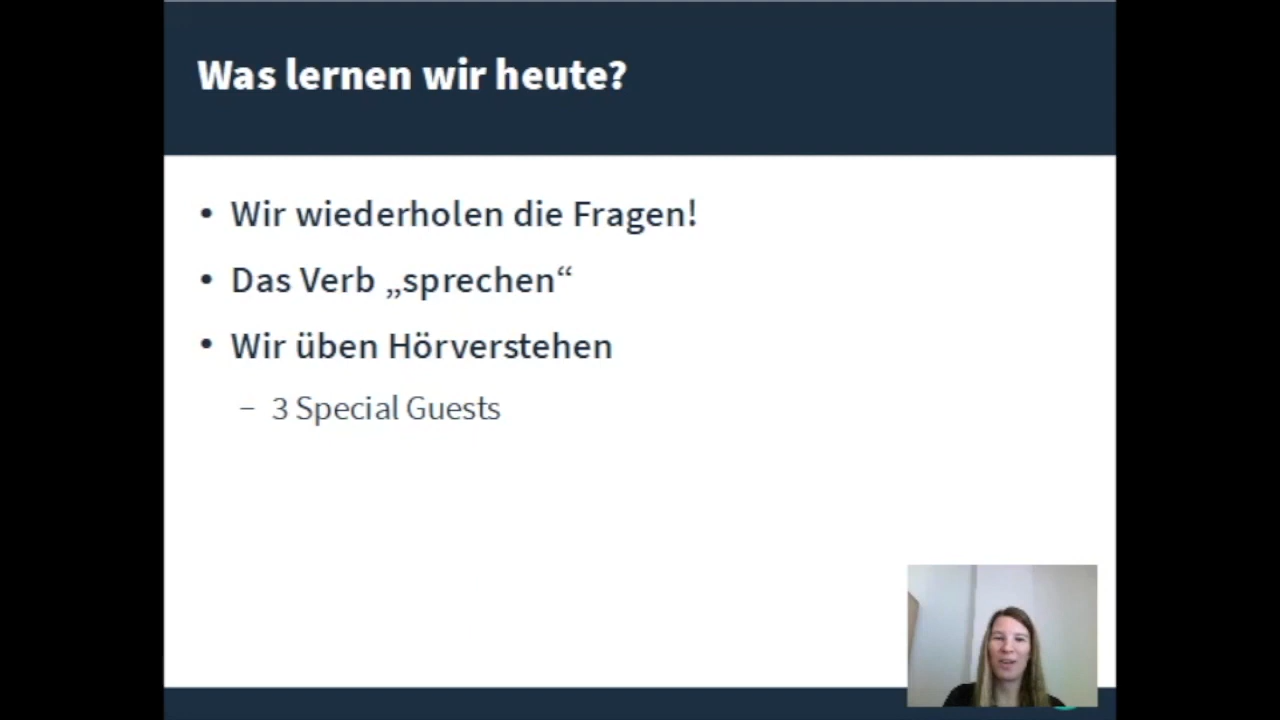 Was lernen wir heute?
• Wir wiederholen die Fragen!
• Das Verb „sprechen“
• Wir üben Hörverstehen
– 3 Special Guests